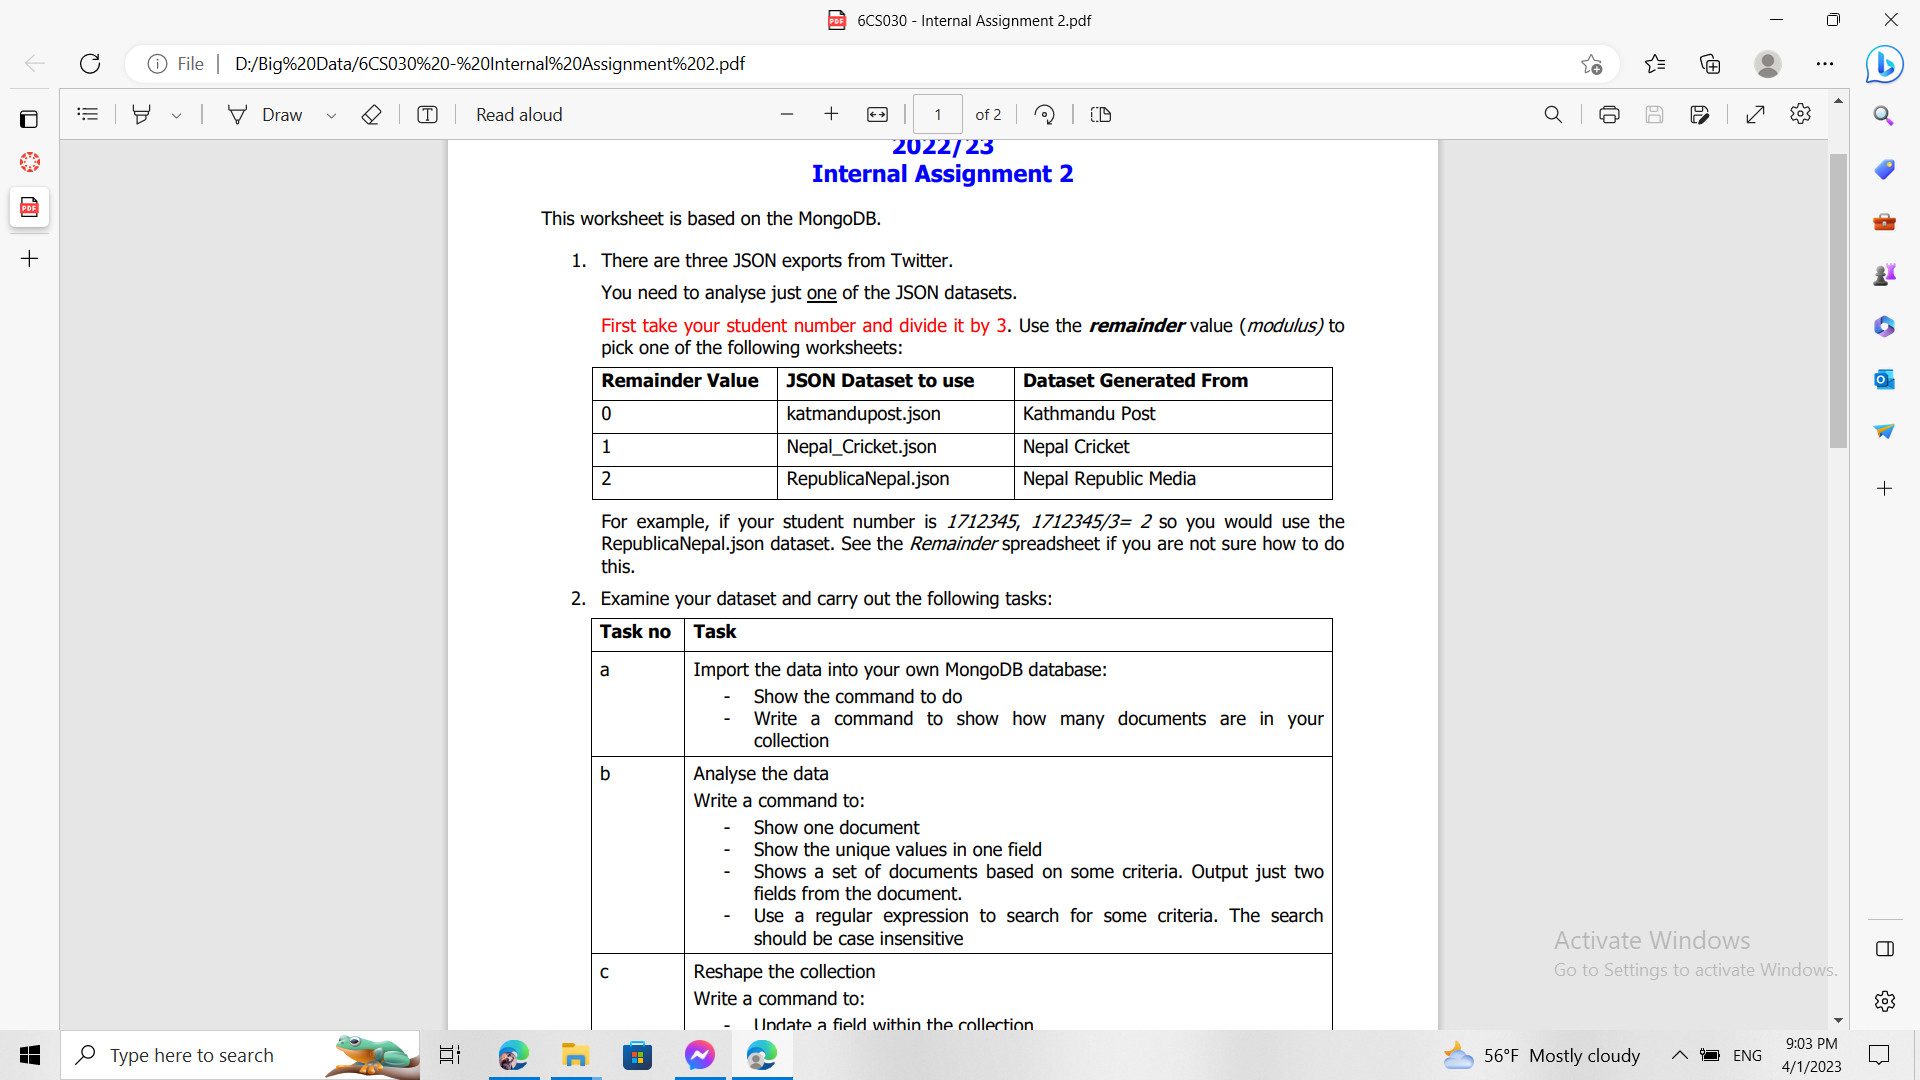 6CS030 - Internal Assignment 2.pdf
File
D:/Big%20Data/6CS030%20-%20Internal%20Assignment%202.pdf
Draw
Read aloud
1
of 2
2022/23
Internal Assignment 2
This worksheet is based on the MongoDB.
1. There are three JSON exports from Twitter.
You need to analyse just one of the JSON datasets.
First take your student number and divide it by 3. Use the remainder value (modulus) to
pick one of the following worksheets:
Remainder Value JSON Dataset to use Dataset Generated From
0 katmandupost.json Kathmandu Post
1 Nepal_Cricket.json Nepal Cricket
2 RepublicaNepal.json Nepal Republic Media
For example, if your student number is 1712345, 1712345/3= 2 so you would use the
RepublicaNepal.json dataset. See the Remainder spreadsheet if you are not sure how to do
this.
2. Examine your dataset and carry out the following tasks:
Task no Task
a Import the data into your own MongoDB database:
- Show the command to do
- Write a command to show how many documents are in your
collection
b Analyse the data
Write a command to:
- Show one document
- Show the unique values in one field
- Shows a set of documents based on some criteria. Output just two
fields from the document.
- Use a regular expression to search for some criteria. The search
should be case insensitive
c Reshape the collection
Write a command to:
- Update a field within the collection
Activate Windows
Go to Settings to activate Windows.
Type here to search
56°F Mostly cloudy
ENG
9:03 PM
4/1/2023